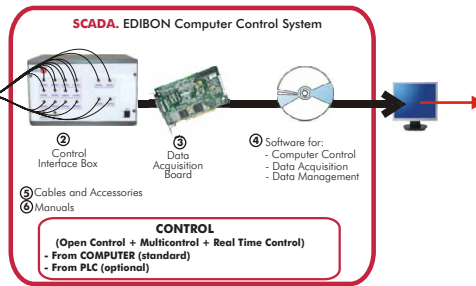 SCADA. EDIBON Computer Control System
2 Control
Interface Box
3 Data
Acquisition
Board
4 Software for:
- Computer Control
- Data Acquisition
- Data Management
5 Cables and Accessories
6 Manuals
CONTROL
(Open Control + Multicontrol + Real Time Control)
- From COMPUTER (standard)
- From PLC (optional)